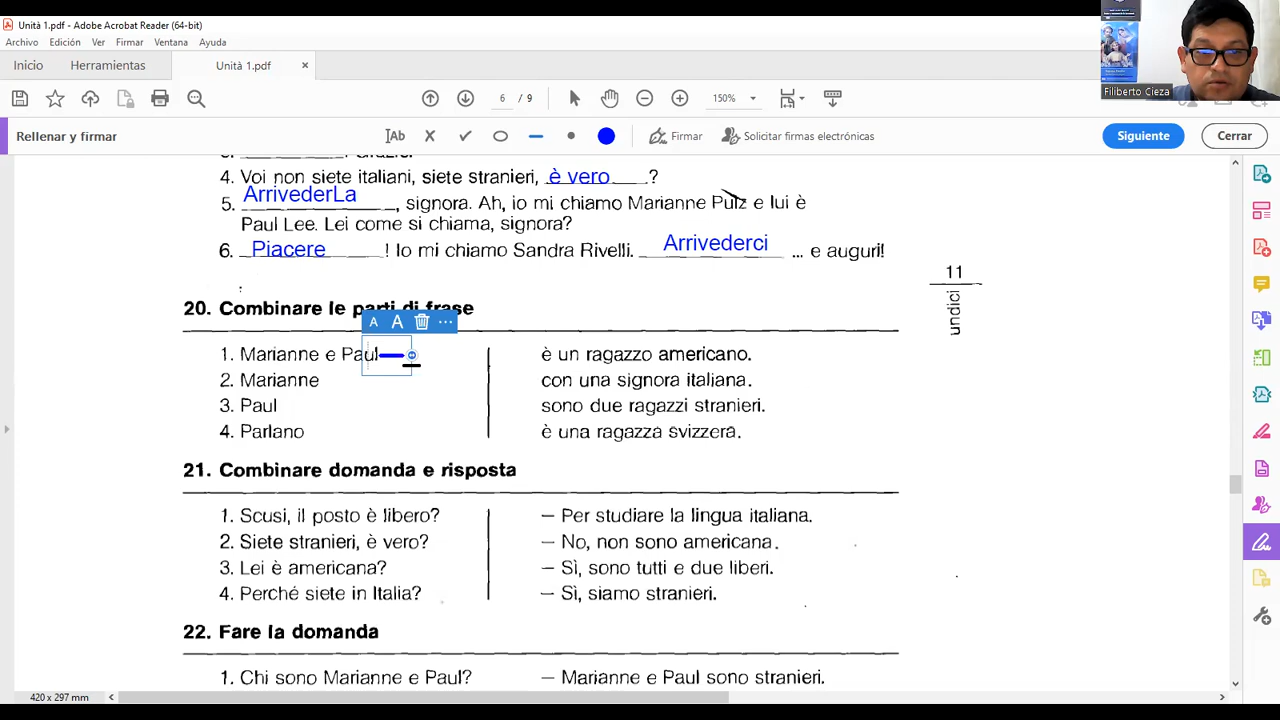 Unità 1.pdf - Adobe Acrobat Reader (64-bit)
Archivo Edición Ver Firmar Ventana Ayuda
Inicio Herramientas Unità 1.pdf ×
6 / 9 150%
Filiberto Cieza
Rellenar y firmar Ab Firmar Solicitar firmas electrónicas Siguiente Cerrar
4. Voi non siete italiani, siete stranieri, è vero ?
5. ArrivederLa, signora. Ah, io mi chiamo Marianne Pulz e lui è
Paul Lee. Lei come si chiama, signora?
6. Piacere ! Io mi chiamo Sandra Rivelli. Arrivederci ... e auguri!
11
undici
20. Combinare le parti di frase
A A ...
1. Marianne e Paul è un ragazzo americano.
2. Marianne con una signora italiana.
3. Paul sono due ragazzi stranieri.
4. Parlano è una ragazza svizzera.
21. Combinare domanda e risposta
1. Scusi, il posto è libero? – Per studiare la lingua italiana.
2. Siete stranieri, è vero? – No, non sono americana.
3. Lei è americana? – Sì, sono tutti e due liberi.
4. Perché siete in Italia? – Sì, siamo stranieri.
22. Fare la domanda
1. Chi sono Marianne e Paul? – Marianne e Paul sono stranieri.
420 x 297 mm